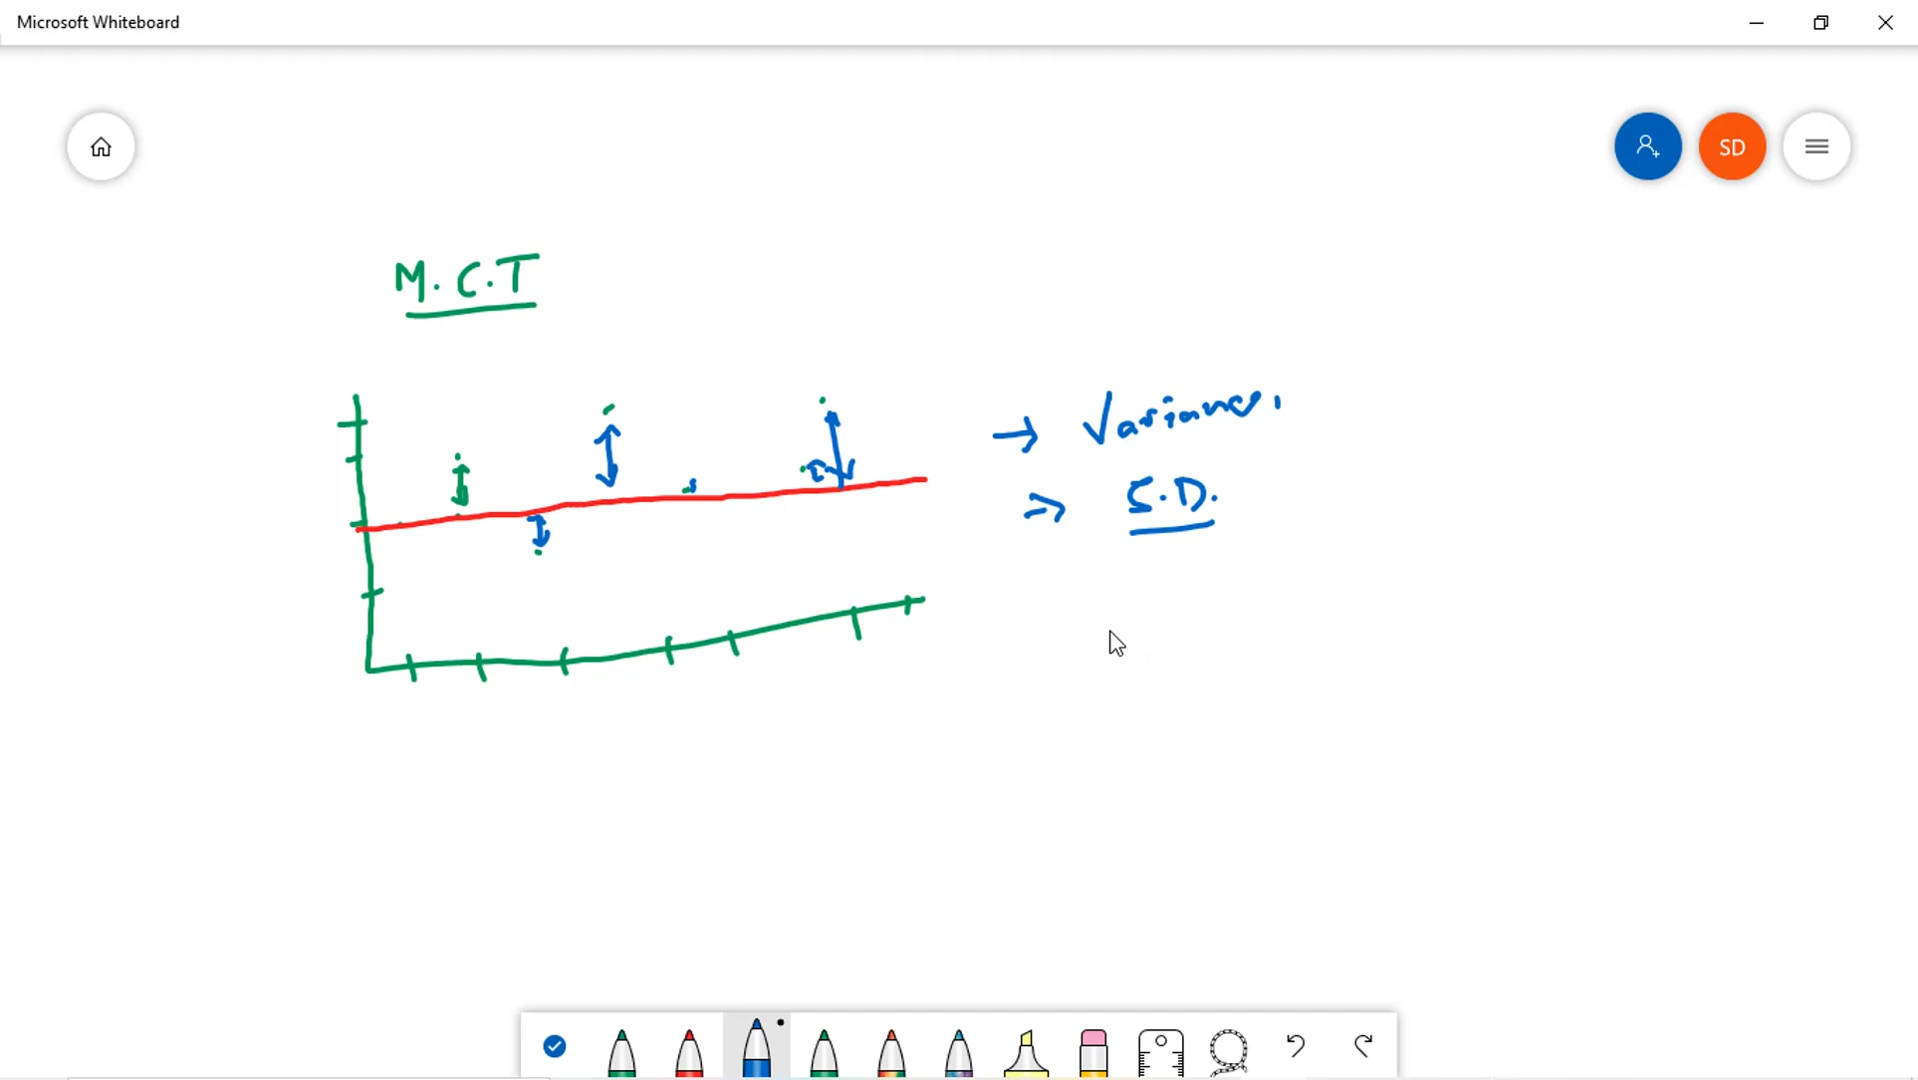 Microsoft Whiteboard
SD
M.C.T
→ Variance.
⇒ S.D.